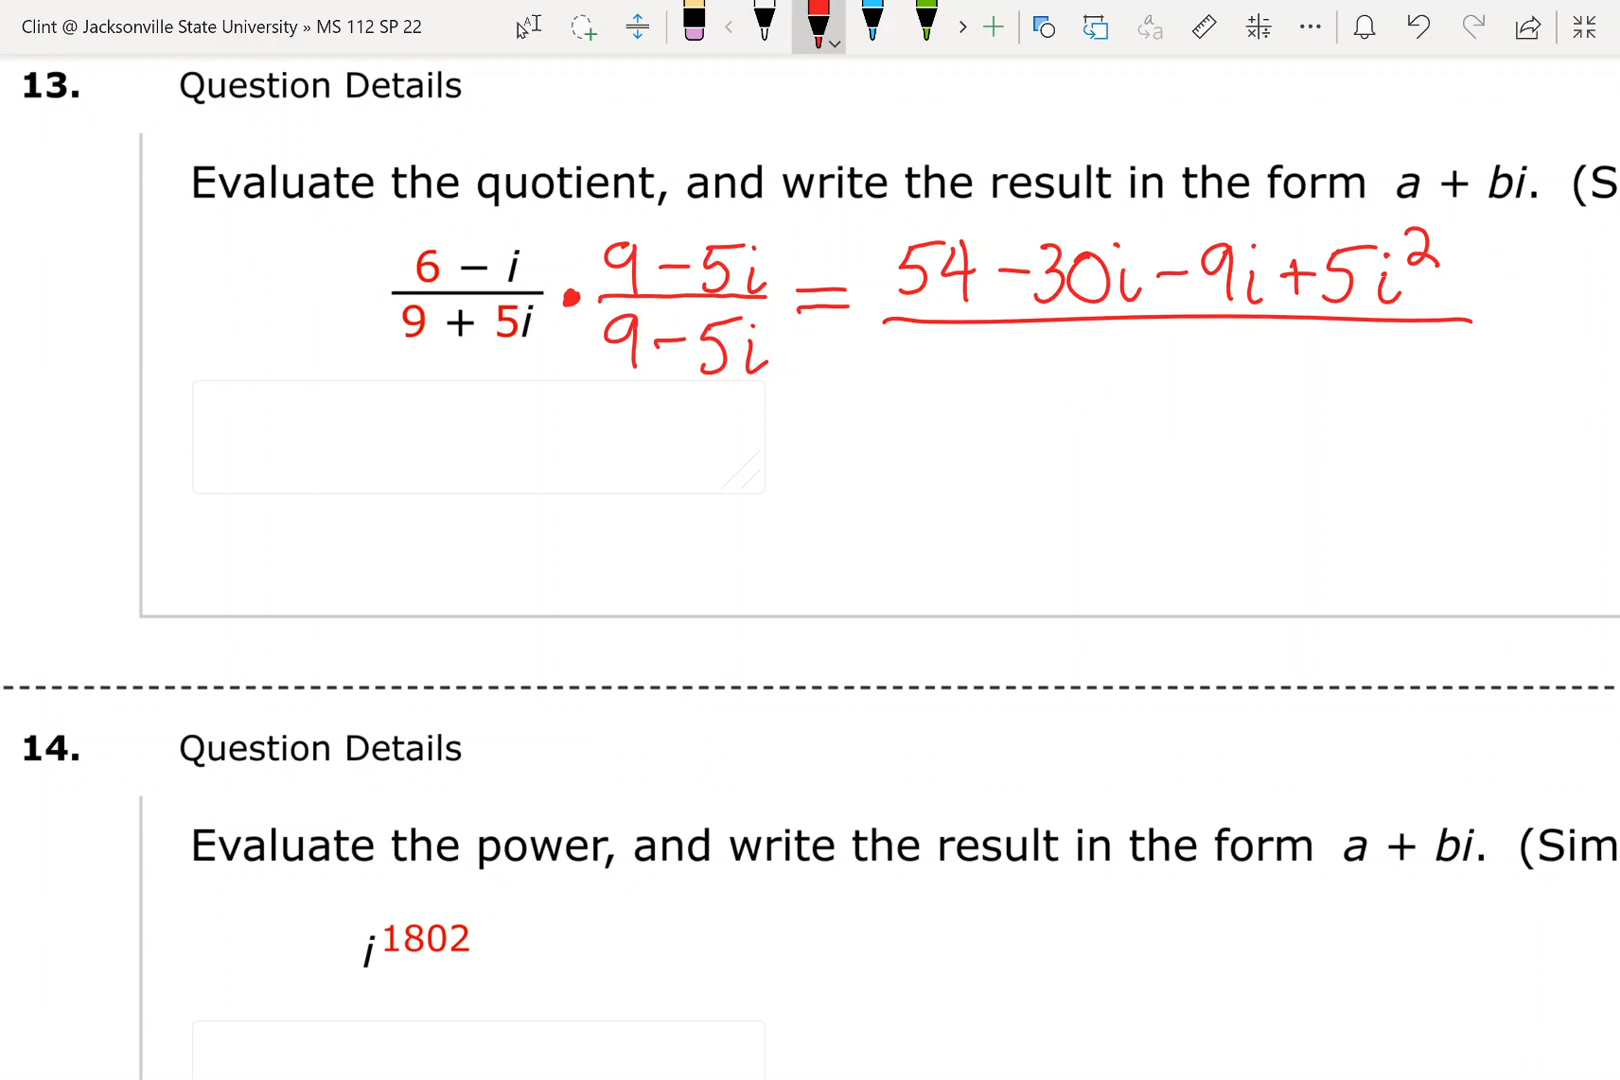 Clint @ Jacksonville State University » MS 112 SP 22
13. Question Details
Evaluate the quotient, and write the result in the form a + bi. (S
6 − i / 9 + 5i • 9 − 5i / 9 − 5i = 54 − 30i − 9i + 5i²
14. Question Details
Evaluate the power, and write the result in the form a + bi. (Sim
i¹⁸⁰²